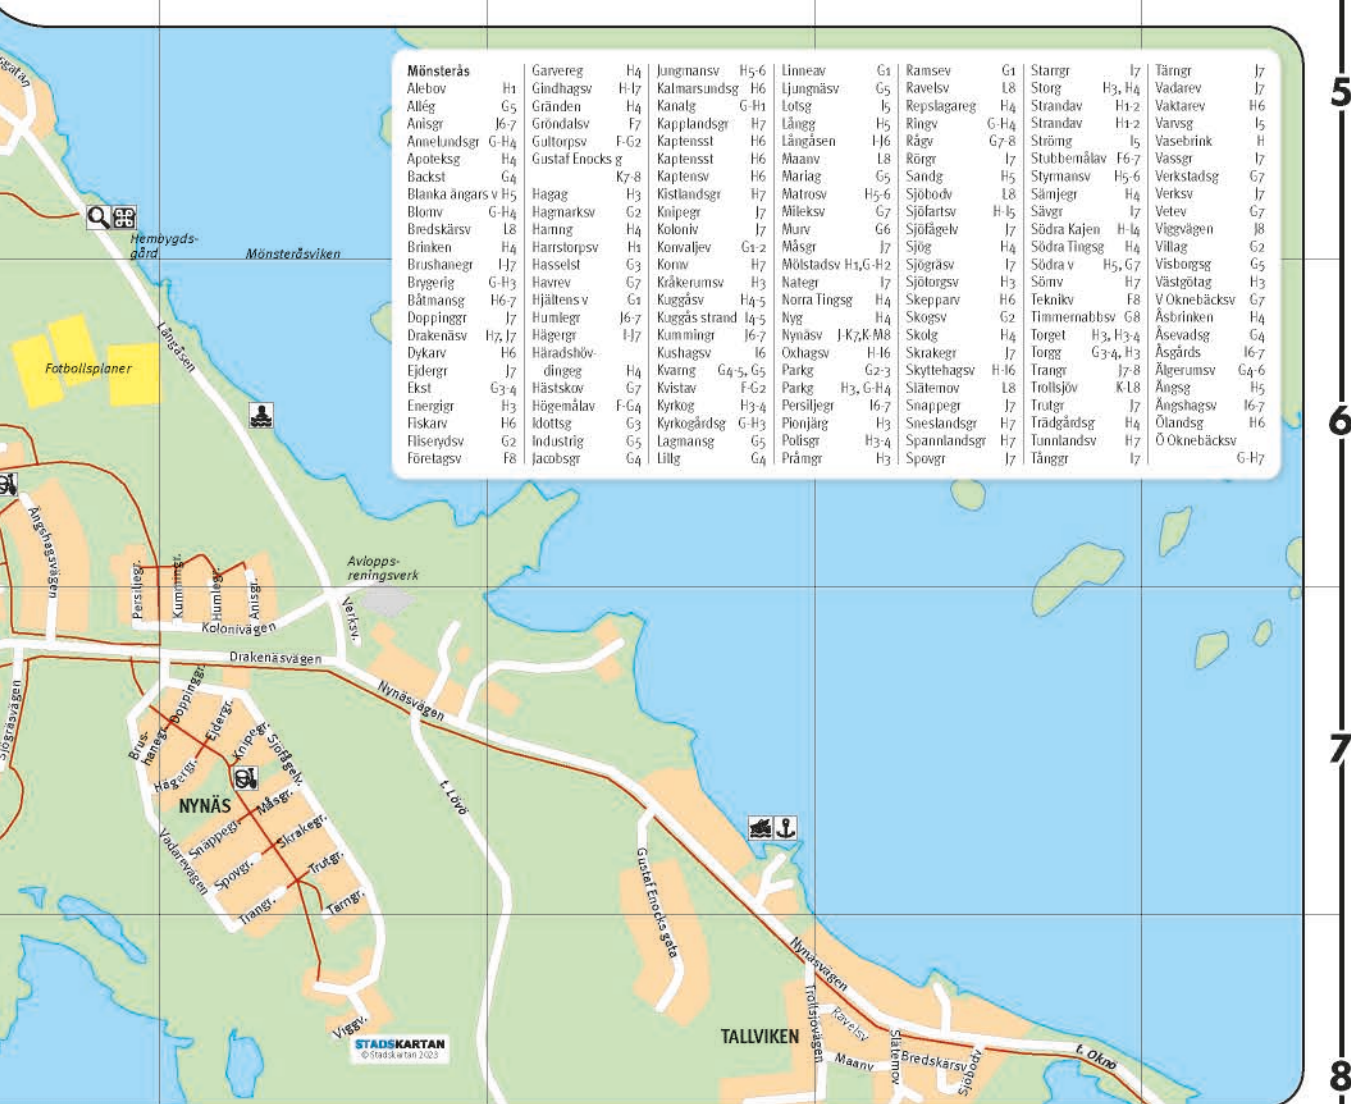 Mönsterås
Alebov H1
Allég G5
Anisgr J6-7
Annelundsgr G-H4
Apoteksg H4
Backst G4
Blanka ängars v H5
Blomv G-H4
Bredskärsv L8
Brinken H4
Brushanegr I-J7
Brygerig G-H3
Båtmansg H6-7
Doppinggr J7
Drakenäsv H7, J7
Dykarv H6
Ejdergr J7
Ekst G3-4
Energigr H3
Fiskarv H6
Fliserydsv G2
Företagsv F8
Garvereg H4
Gindhagsv H-I7
Gränden H4
Gröndalsv F7
Gultorpsv F-G2
Gustaf Enocks g
K7-8
Hagag H3
Hagmarksv G2
Hamng H4
Harrstorpsv H1
Hasselst G3
Havrev G7
Hjältens v G1
Humlegr J6-7
Hägergr I-J7
Häradshöv-
dingeg H4
Hästskov G7
Högemålav F-G4
Idottsg G3
Industrig G5
Jacobsgr G4
Jungmansv H5-6
Kalmarsundsg H6
Kanalg G-H1
Kapplandsgr H7
Kaptensst H6
Kaptensst H6
Kaptensv H6
Kistlandsgr H7
Knipegr J7
Koloniv J7
Konvaljev G1-2
Kornv H7
Kråkerumsv H3
Kuggåsv H4-5
Kuggås strand I4-5
Kummingr J6-7
Kushagsv I6
Kvarng G4-5, G5
Kvistav F-G2
Kyrkog H3-4
Kyrkogårdsg G-H3
Lagmansg G5
Lillg G4
Linneav G1
Ljungnäsv G5
Lotsg I5
Långg H5
Långåsen I-J6
Maanv L8
Mariag G5
Matrosv H5-6
Mileksv G7
Murv G6
Måsgr J7
Mölstadsv H1,G-H2
Nategr I7
Norra Tingsg H4
Nyg H4
Nynäsv J-K7,K-M8
Oxhagsv H-I6
Parkg G2-3
Parkg H3, G-H4
Persiljegr I6-7
Pionjärg H3
Polisgr H3-4
Pråmgr H3
Ramsev G1
Ravelsv L8
Repslagareg H4
Ringv G-H4
Rågv G7-8
Rörgr I7
Sandg H5
Sjöbodv L8
Sjöfartsv H-I5
Sjöfågelv J7
Sjög H4
Sjögräsv I7
Sjötorgsv H3
Skepparv H6
Skogsv G2
Skolg H4
Skrakegr J7
Skyttehagsv H-I6
Slätemov L8
Snappegr J7
Sneslandsgr H7
Spannlandsgr H7
Spovgr J7
Starrgr I7
Storg H3, H4
Strandav H1-2
Strandav H1-2
Strömg I5
Stubbemålav F6-7
Styrmansv H5-6
Särnjegr H4
Sävgr I7
Södra Kajen H-I4
Södra Tingsg H4
Södra v H5, G7
Sörnv H7
Teknikv F8
Timmernabbsv G8
Torget H3, H3-4
Torgg G3-4, H3
Trangr J7-8
Trollsjöv K-L8
Trutgr J7
Trädgårdsg H4
Tunnlandsv H7
Tånggr I7
Tärngr J7
Vadarev J7
Vaktarev H6
Varvsg I5
Vasebrink H
Vassgr I7
Verkstadsg G7
Verksv J7
Vetev G7
Viggvägen J8
Villag G2
Visborgsg G5
Västgötag H3
V Oknebäcksv G7
Åsbrinken H4
Åsevadsg G4
Åsgårds I6-7
Älgerumsv G4-6
Ängsg H5
Ängshagsv I6-7
Ölandsg H6
Ö Oknebäcksv
G-H7
5
6
7
8
Hembygds-
gård
Mönsteråsviken
Långåsen
Fotbollsplaner
Ängshagsvägen
Persiljegr.
Kummingr.
Humlegr.
Anisgr.
Kolonivägen
Avlopps-
reningsverk
Verksv.
Drakenäsvägen
Nynäsvägen
Sjögräsvägen
Doppinggr.
Ejdergr.
Brus-
hanegr.
Knipegr.
Sjöfågelv.
Hägergr.
NYNÄS
Måsgr.
Snäppegr.
Skrakegr.
Spovgr.
Trutgr.
Trangr.
Tärngr.
Vadarevägen
Viggv.
t. Lövö
Gustaf Enocks gata
Nynäsvägen
Trollsjövägen
Ravelsv
TALLVIKEN
Maanv
Slätemov
Bredskärsv
Sjöbodv
t. Oknö
STADSKARTAN
© Stadskartan 2023